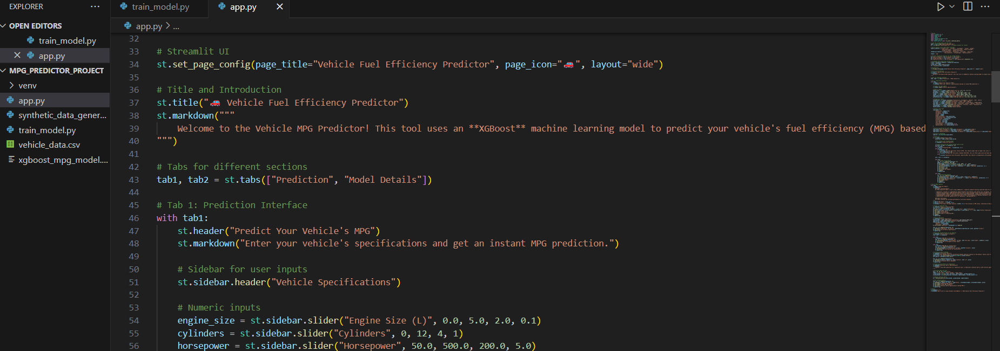 EXPLORER
OPEN EDITORS
train_model.py
app.py
MPG_PREDICTOR_PROJECT
venv
app.py
synthetic_data_gener...
train_model.py
vehicle_data.csv
xgboost_mpg_model....
train_model.py
app.py
app.py > ...
32
33 # Streamlit UI
34 st.set_page_config(page_title="Vehicle Fuel Efficiency Predictor", page_icon="🚗", layout="wide")
35
36 # Title and Introduction
37 st.title("🚗 Vehicle Fuel Efficiency Predictor")
38 st.markdown("""
39     Welcome to the Vehicle MPG Predictor! This tool uses an **XGBoost** machine learning model to predict your vehicle's fuel efficiency (MPG) based
40 """)
41
42 # Tabs for different sections
43 tab1, tab2 = st.tabs(["Prediction", "Model Details"])
44
45 # Tab 1: Prediction Interface
46 with tab1:
47     st.header("Predict Your Vehicle's MPG")
48     st.markdown("Enter your vehicle's specifications and get an instant MPG prediction.")
49
50     # Sidebar for user inputs
51     st.sidebar.header("Vehicle Specifications")
52
53     # Numeric inputs
54     engine_size = st.sidebar.slider("Engine Size (L)", 0.0, 5.0, 2.0, 0.1)
55     cylinders = st.sidebar.slider("Cylinders", 0, 12, 4, 1)
56     horsepower = st.sidebar.slider("Horsepower", 50.0, 500.0, 200.0, 5.0)